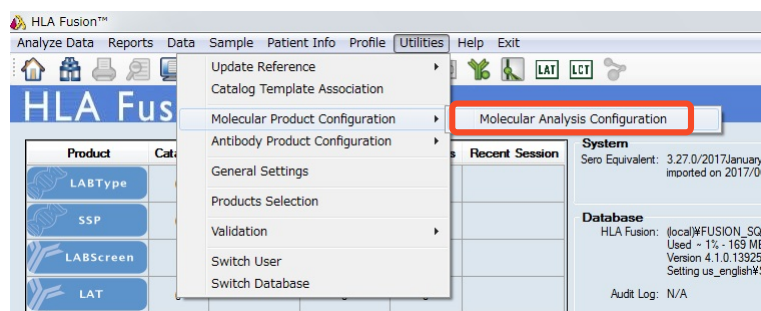 HLA Fusion™
Analyze Data Reports Data Sample Patient Info Profile Utilities Help Exit
LAT LCT
HLA Fus
Update Reference
Catalog Template Association
Molecular Product Configuration
Molecular Analysis Configuration
Antibody Product Configuration
General Settings
Products Selection
Validation
Switch User
Switch Database
Product Cata Recent Session
LABType
SSP
LABScreen
LAT
System
Sero Equivalent: 3.27.0/2017January
imported on 2017/0
Database
HLA Fusion: (local)¥FUSION_SQ
Used ~ 1% - 169 ME
Version 4.1.0.13925
Setting us_english¥S
Audit Log: N/A